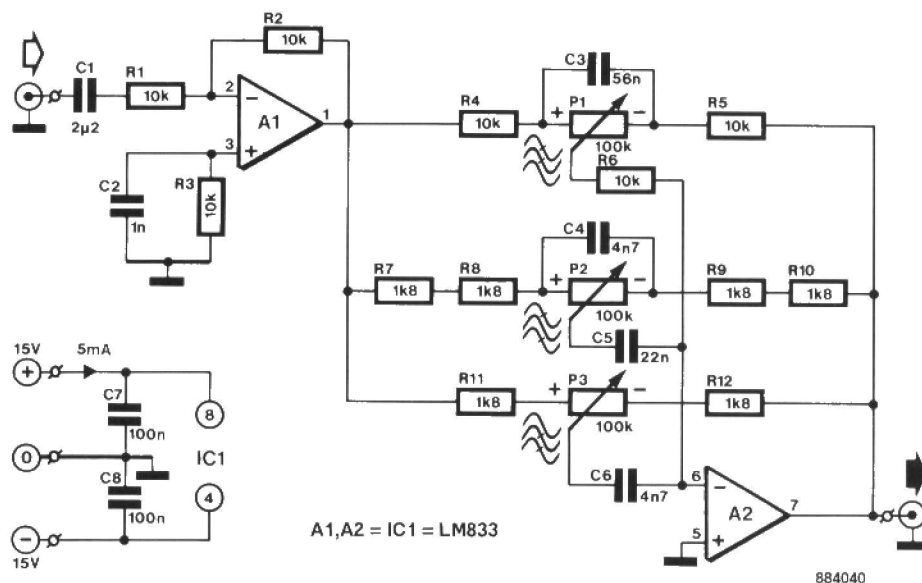 C1
2µ2
R1
10k
R2
10k
2
−
A1
1
3
+
C2
1n
R3
10k
R4
10k
C3
56n
+
P1
−
100k
R5
10k
R6
10k
R7
1k8
R8
1k8
C4
4n7
+
P2
−
100k
R9
1k8
R10
1k8
C5
22n
R11
1k8
+
P3
−
100k
R12
1k8
C6
4n7
6
−
A2
7
5
+
15V
+
5mA
C7
100n
8
0
IC1
C8
100n
4
−
15V
A1,A2 = IC1 = LM833
884040